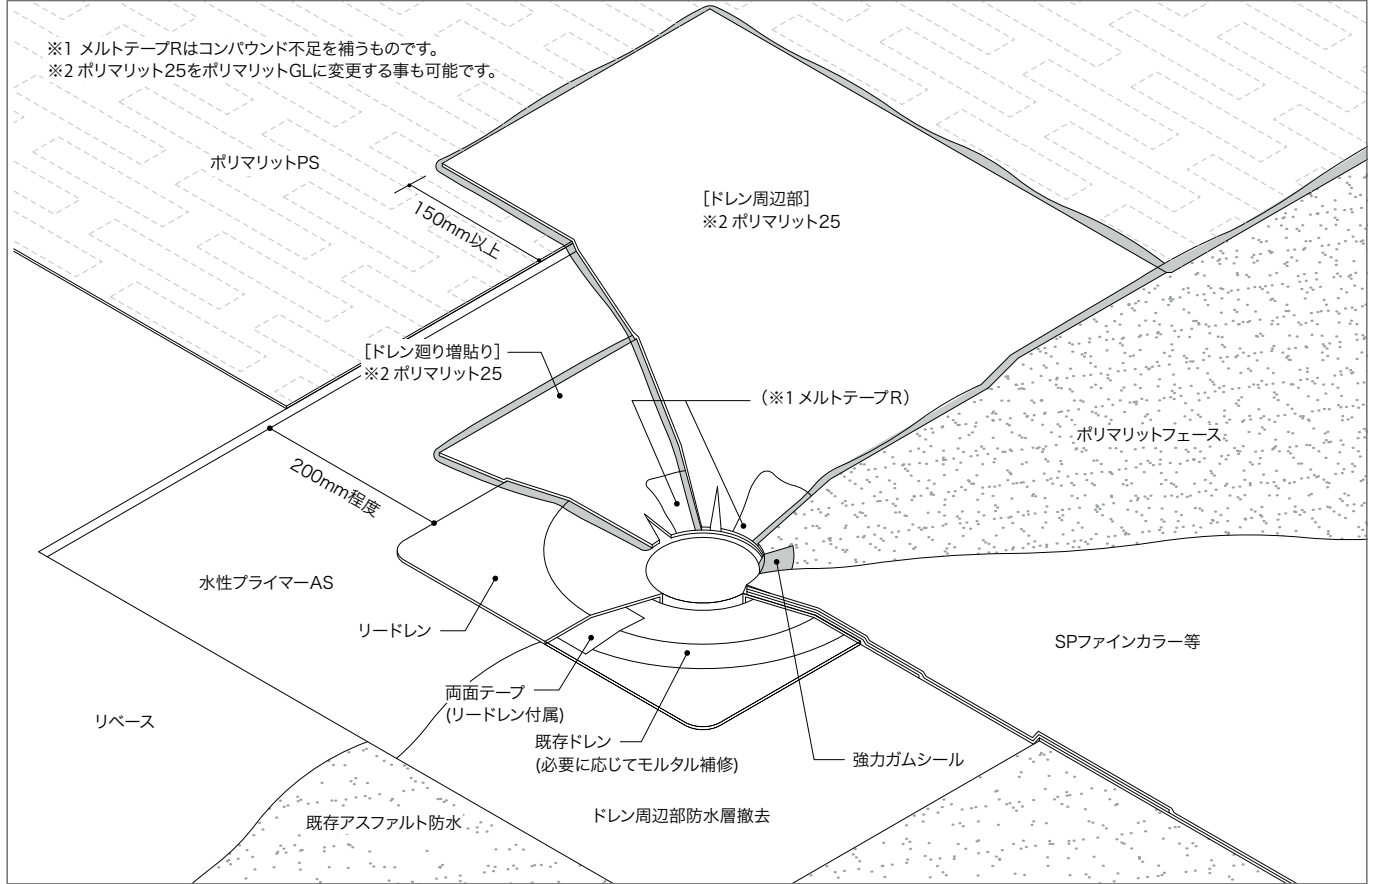 ※1 メルトテープRはコンパウンド不足を補うものです。
※2 ポリマリット25をポリマリットGLに変更する事も可能です。
ポリマリットPS
150mm以上
[ドレン周辺部]
※2 ポリマリット25
[ドレン廻り増貼り]
※2 ポリマリット25
(※1 メルトテープR)
ポリマリットフェース
200mm程度
水性プライマーAS
リードレン
SPファインカラー等
両面テープ
(リードレン付属)
リベース
既存ドレン
(必要に応じてモルタル補修)
強力ガムシール
既存アスファルト防水
ドレン周辺部防水層撤去